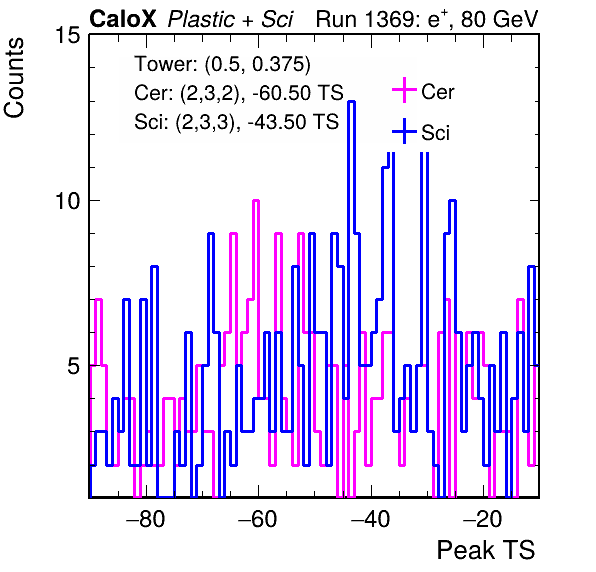 CaloX Plastic + Sci Run 1369: e+, 80 GeV
Counts
15
10
5
Tower: (0.5, 0.375)
Cer: (2,3,2), -60.50 TS
Sci: (2,3,3), -43.50 TS
Cer
Sci
−80 −60 −40 −20
Peak TS